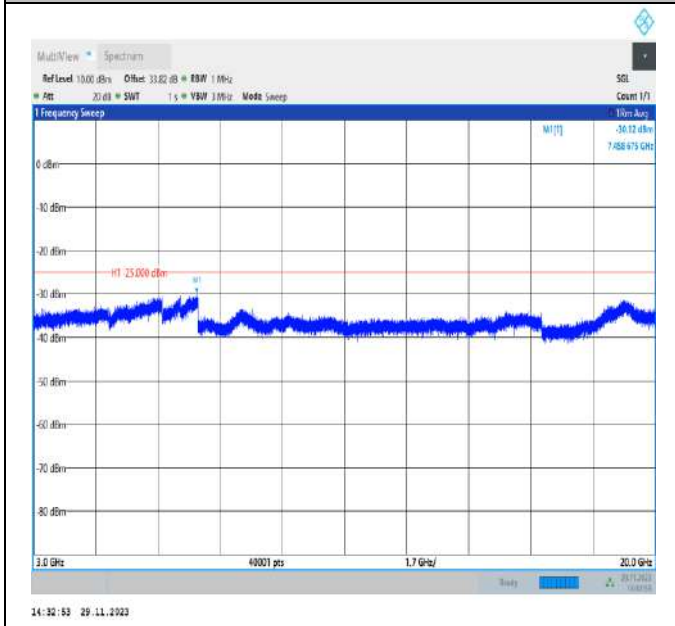 MultiView Spectrum
Ref Level 10.00 dBm Offset 33.82 dB RBW 1 MHz SGL
Att 20 dB SWT 1 s VBW 3 MHz Mode Sweep Count 1/1
1 Frequency Sweep 1Rm Avg
M1[1] -30.12 dBm
7.458 675 GHz
0 dBm
-10 dBm
-20 dBm
H1 -25.000 dBm
M1
-30 dBm
-40 dBm
-50 dBm
-60 dBm
-70 dBm
-80 dBm
3.0 GHz 40001 pts 1.7 GHz/ 20.0 GHz
Ready
14:32:53 29.11.2023